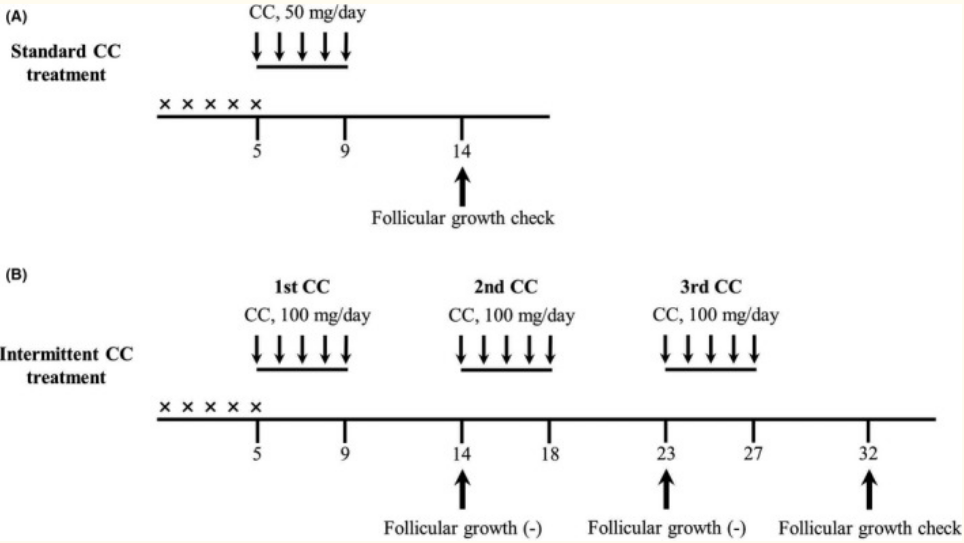 (A)
CC, 50 mg/day
Standard CC
treatment
× × × × ×
5 9 14
Follicular growth check
(B)
1st CC 2nd CC 3rd CC
CC, 100 mg/day CC, 100 mg/day CC, 100 mg/day
Intermittent CC
treatment
× × × × ×
5 9 14 18 23 27 32
Follicular growth (-) Follicular growth (-) Follicular growth check